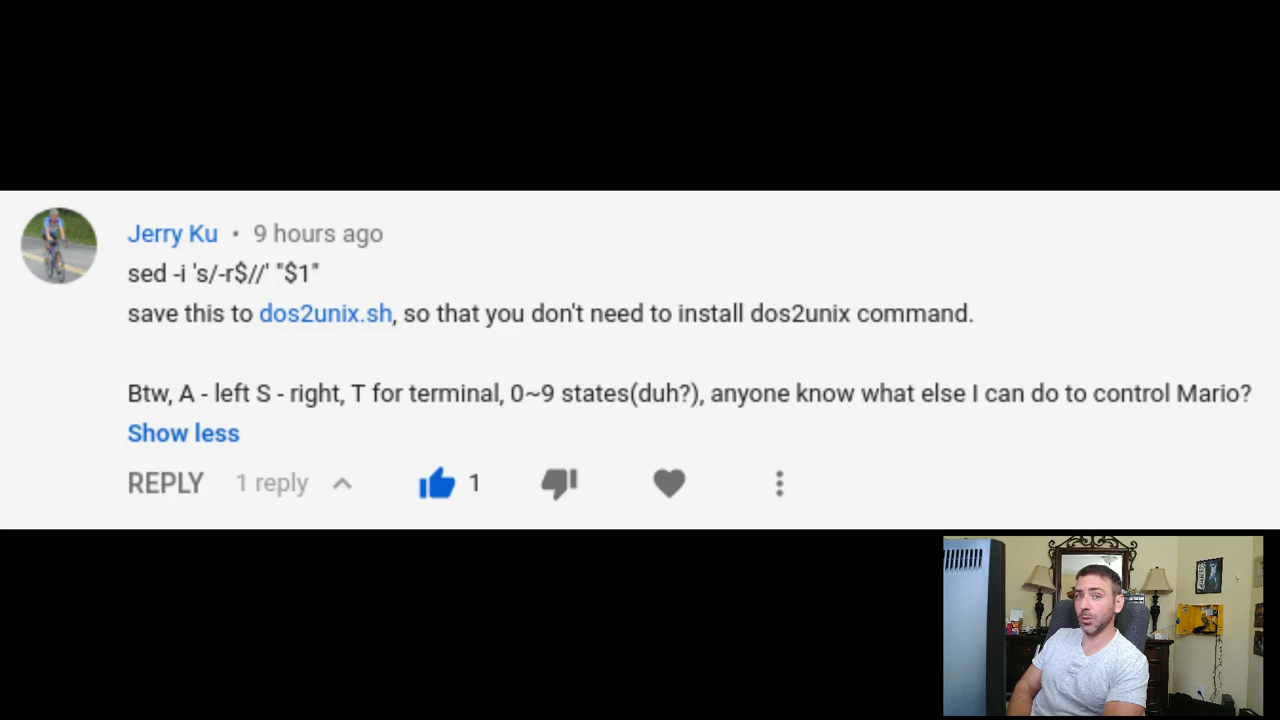 Jerry Ku • 9 hours ago
sed -i 's/-r$//' "$1"
save this to dos2unix.sh, so that you don't need to install dos2unix command.
Btw, A - left S - right, T for terminal, 0~9 states(duh?), anyone know what else I can do to control Mario?
Show less
REPLY 1 reply 1